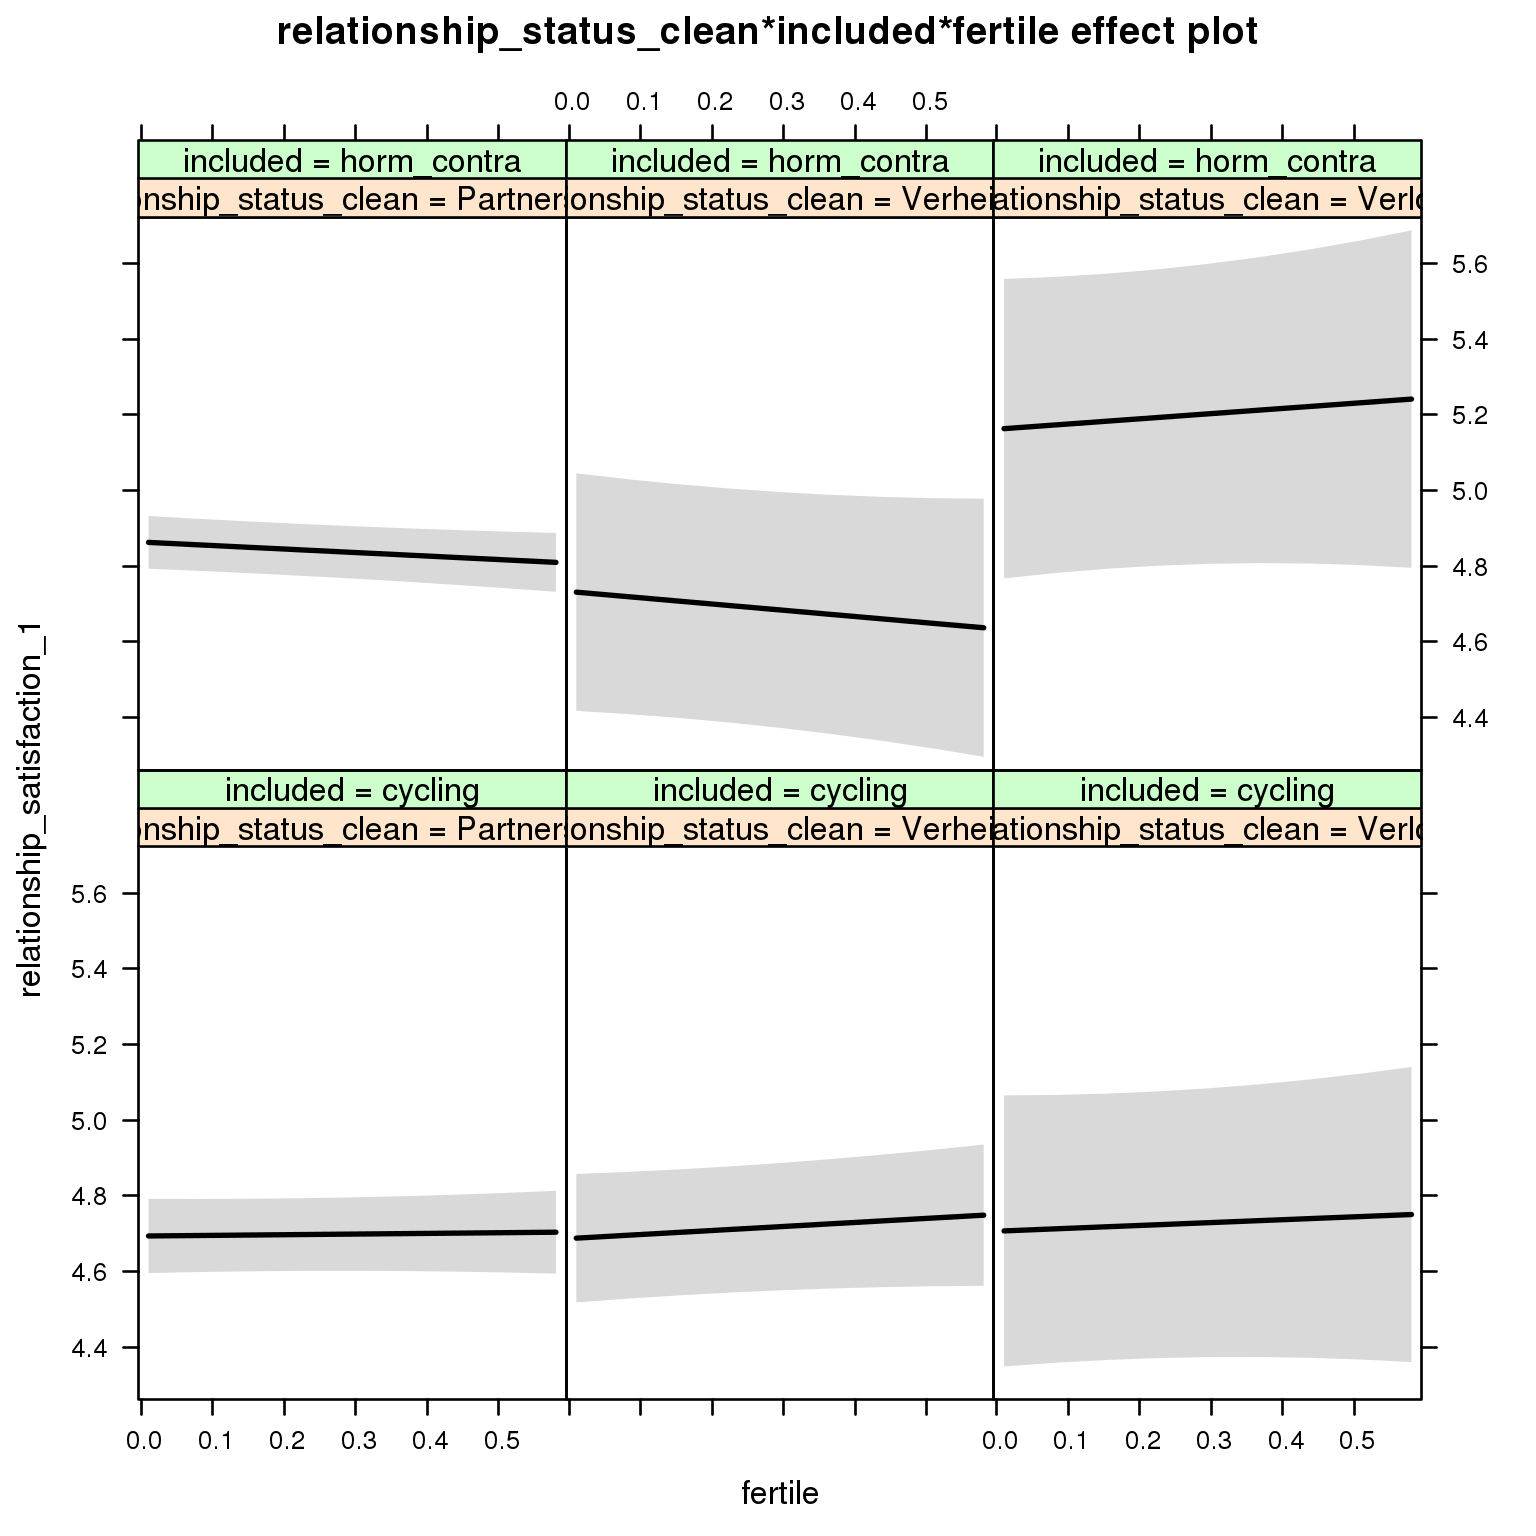 relationship_status_clean*included*fertile effect plot
0.0 0.1 0.2 0.3 0.4 0.5
included = horm_contra included = horm_contra included = horm_contra
onship_status_clean = Partners onship_status_clean = Verhei ationship_status_clean = Verlo
5.6
5.4
5.2
5.0
4.8
4.6
4.4
relationship_satisfaction_1
included = cycling included = cycling included = cycling
onship_status_clean = Partners onship_status_clean = Verhei ationship_status_clean = Verlo
5.6
5.4
5.2
5.0
4.8
4.6
4.4
0.0 0.1 0.2 0.3 0.4 0.5 0.0 0.1 0.2 0.3 0.4 0.5
fertile